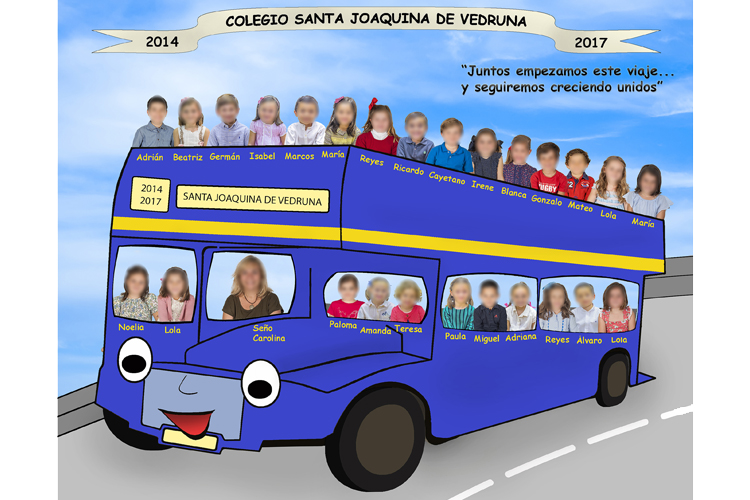 COLEGIO SANTA JOAQUINA DE VEDRUNA
2014
2017
“Juntos empezamos este viaje...
y seguiremos creciendo unidos”
Adrián Beatriz Germán Isabel Marcos María Reyes Ricardo Cayetano Irene Blanca Gonzalo Mateo Lola María
RUGBY
2014
2017
SANTA JOAQUINA DE VEDRUNA
Noelia Lola Seño
Carolina
Paloma Amanda Teresa
Paula Miguel Adriana Reyes Alvaro Lola